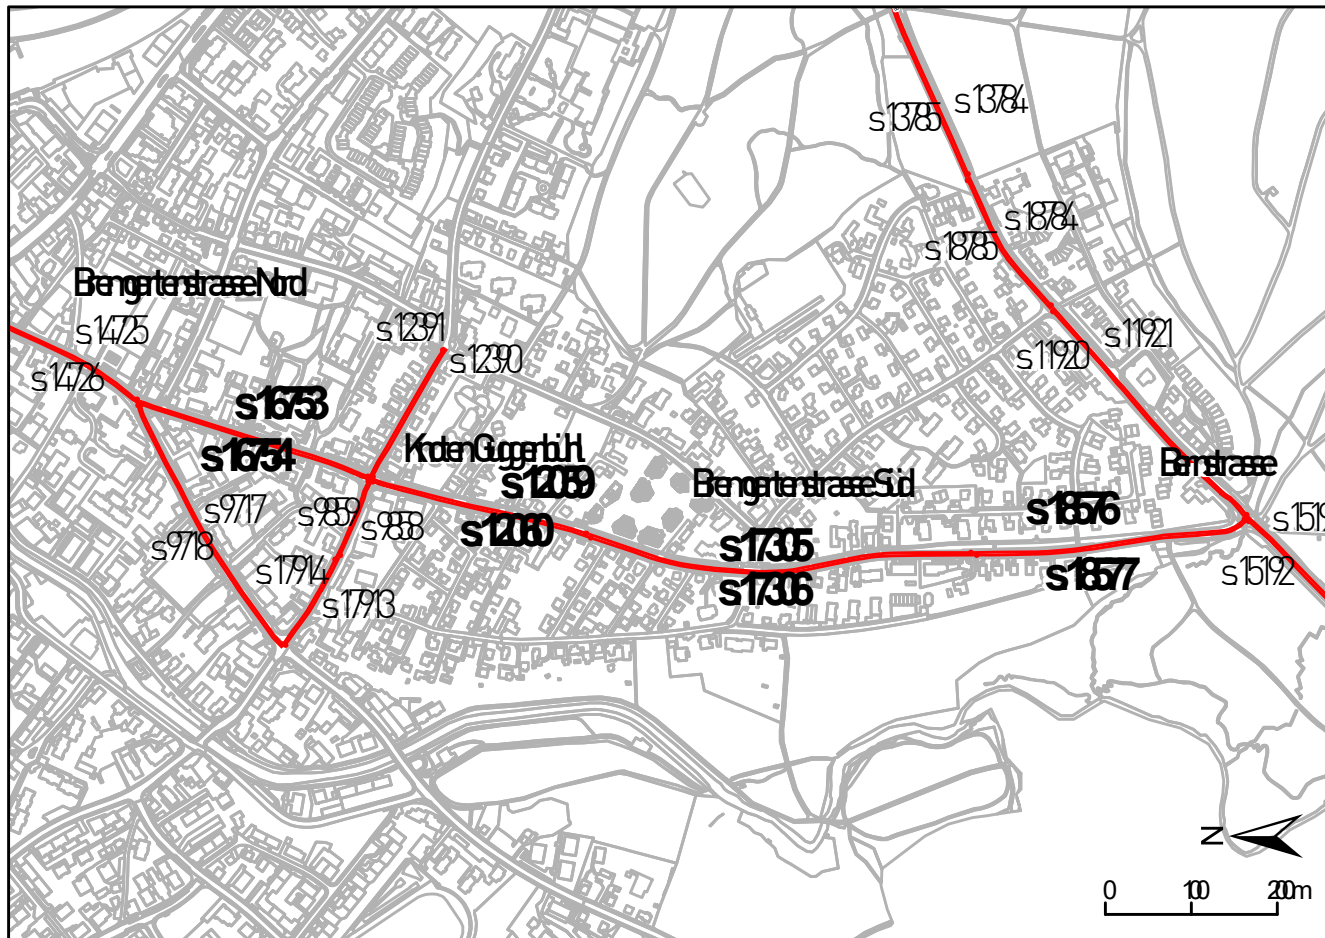 s13784
s13785
s18784
s18785
Bremgartenstrasse Nord
s14725
s12391
s11921
s11920
s12390
s14726
s16753
Knoten Guggenbühl
s16754
Bernstrasse
s12059
Bremgartenstrasse Süd
s9717
s9859
s18576
s1519
s12060
s9858
s9718
s17305
s17914
s15192
s18577
s17306
s17913
N
0 100 200m